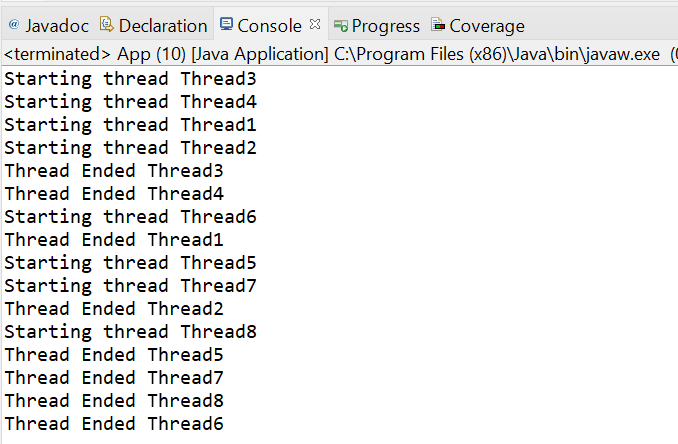 Javadoc Declaration Console Progress Coverage
<terminated> App (10) [Java Application] C:\Program Files (x86)\Java\bin\javaw.exe (
Starting thread Thread3
Starting thread Thread4
Starting thread Thread1
Starting thread Thread2
Thread Ended Thread3
Thread Ended Thread4
Starting thread Thread6
Thread Ended Thread1
Starting thread Thread5
Starting thread Thread7
Thread Ended Thread2
Starting thread Thread8
Thread Ended Thread5
Thread Ended Thread7
Thread Ended Thread8
Thread Ended Thread6